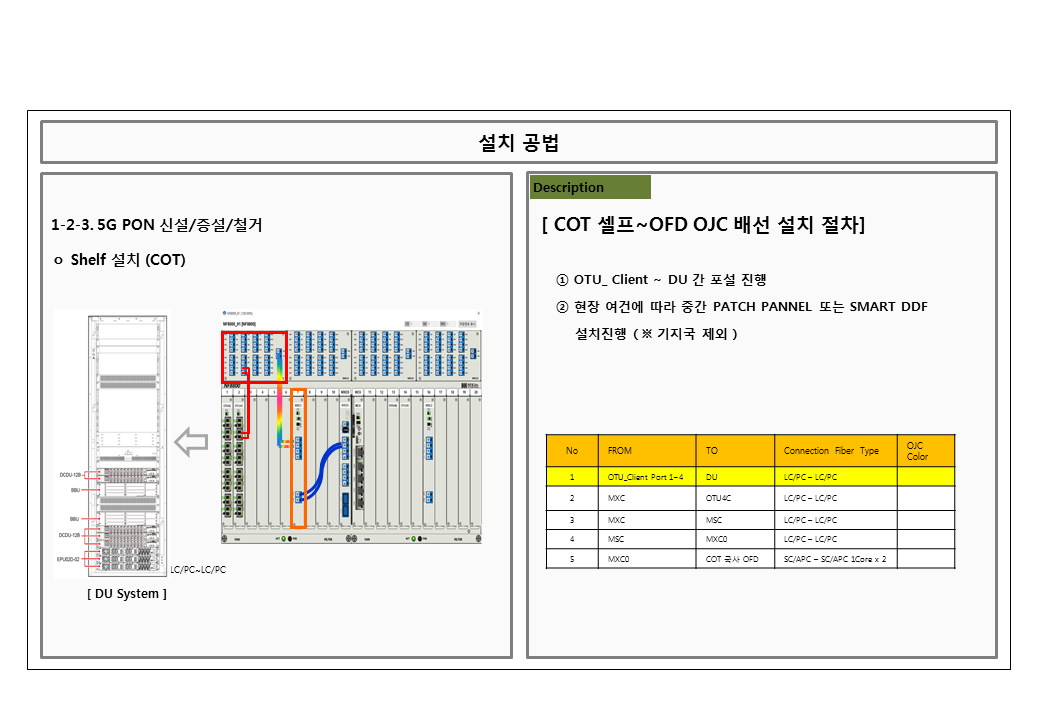 설치 공법
1-2-3. 5G PON 신설/증설/철거
ㅇ Shelf 설치 (COT)
NF8800_01 [NF8800]
NF8800
DCDU-12B
BBU
BBU
DCDU-12B
EPU02D-02
LC/PC~LC/PC
[ DU System ]
Description
[ COT 셀프~OFD OJC 배선 설치 절차]
① OTU_ Client ~ DU 간 포설 진행
② 현장 여건에 따라 중간 PATCH PANNEL 또는 SMART DDF
설치진행 ( ※ 기지국 제외 )
No FROM TO Connection Fiber Type OJC Color
1 OTU_Client Port 1~4 DU LC/PC – LC/PC
2 MXC OTU4C LC/PC – LC/PC
3 MXC MSC LC/PC – LC/PC
4 MSC MXC0 LC/PC – LC/PC
5 MXC0 COT 국사 OFD SC/APC – SC/APC 1Core x 2